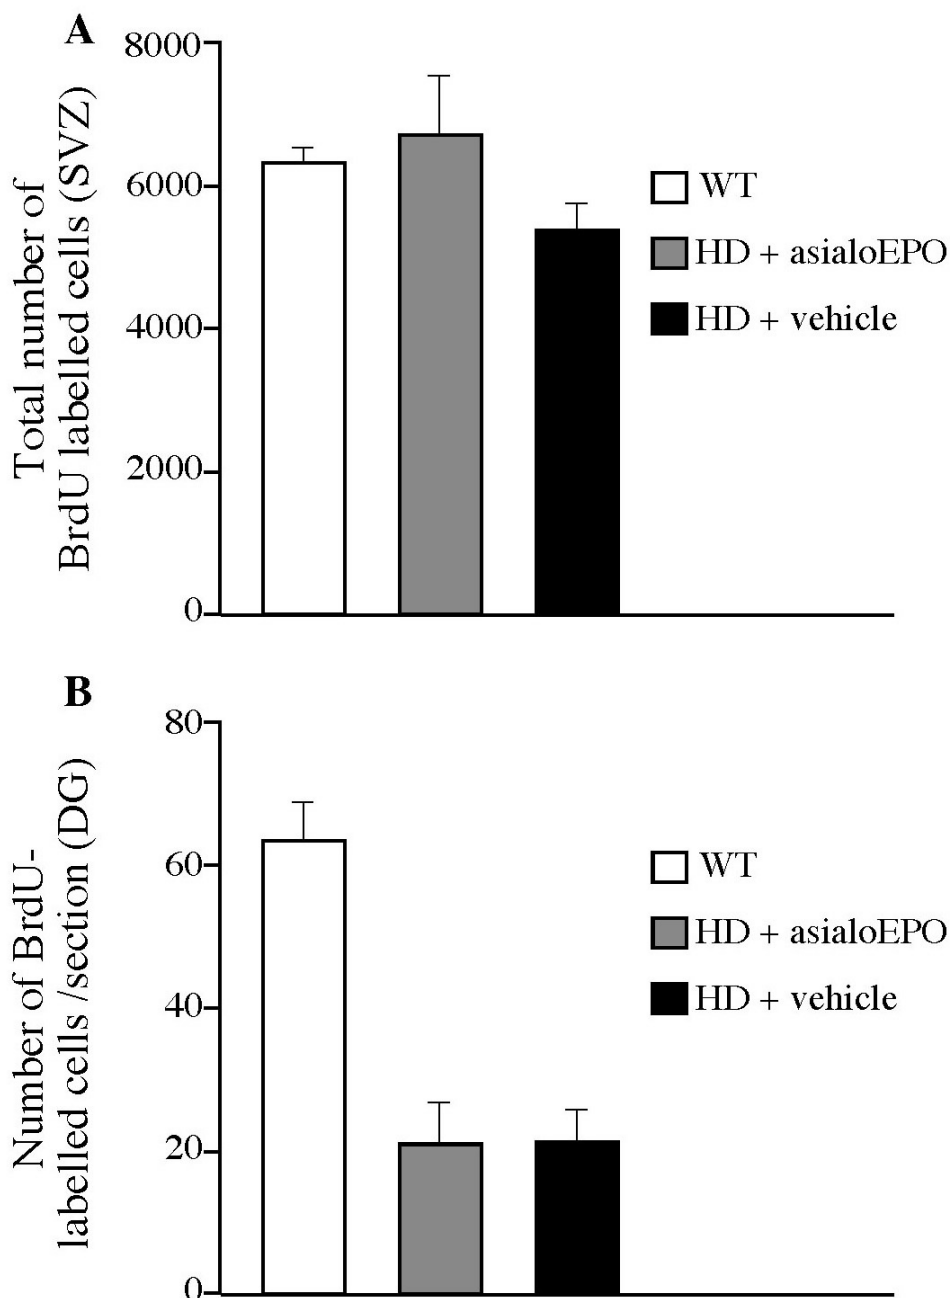 A
Total number of
BrdU labelled cells (SVZ)
8000
6000
4000
2000
0
WT
HD + asialoEPO
HD + vehicle
B
Number of BrdU-
labelled cells /section (DG)
80
60
40
20
0
WT
HD + asialoEPO
HD + vehicle